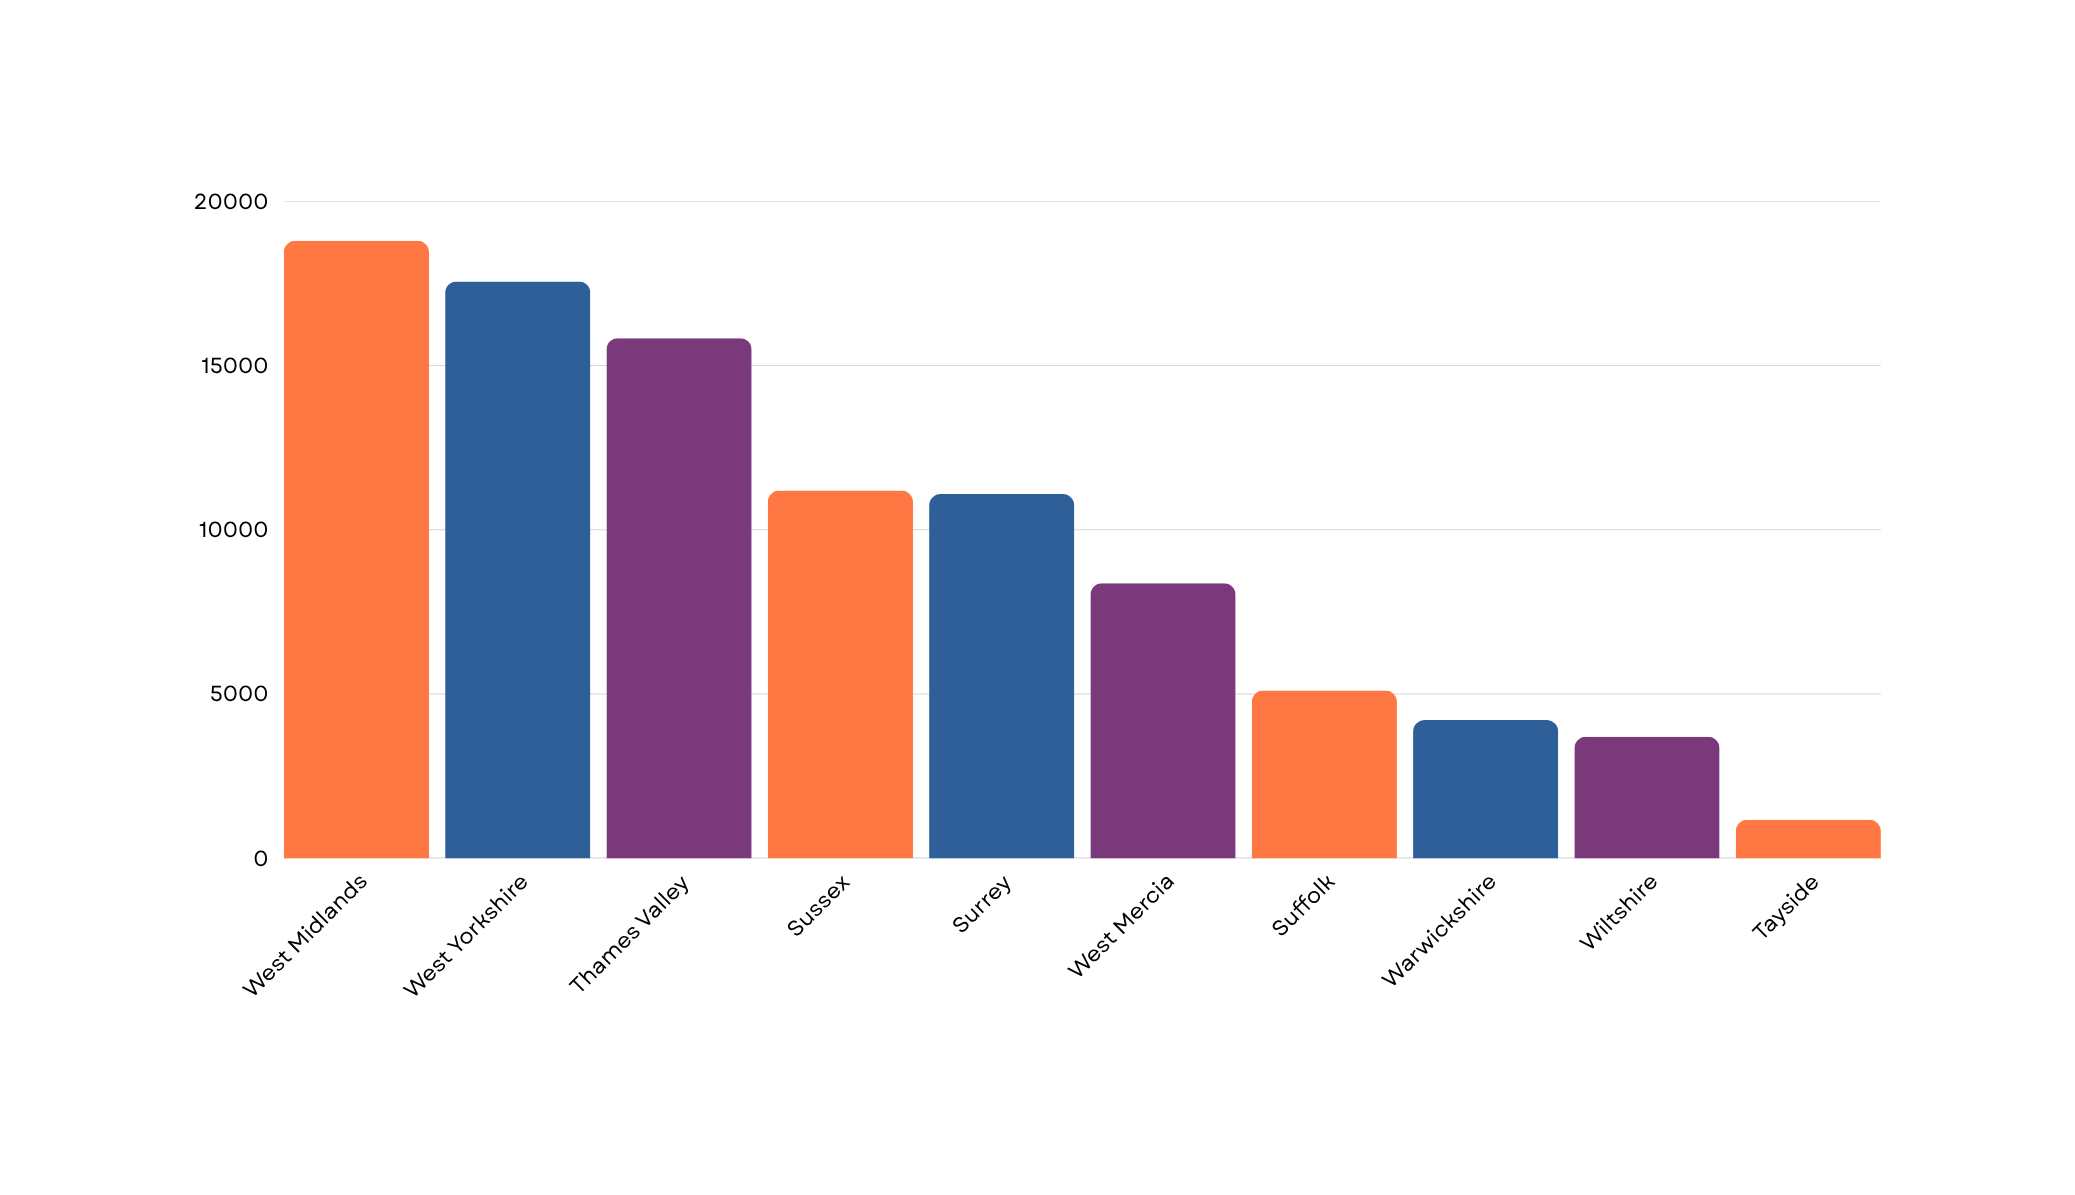 20000
15000
10000
5000
0
West Midlands
West Yorkshire
Thames Valley
Sussex
Surrey
West Mercia
Suffolk
Warwickshire
Wiltshire
Tayside